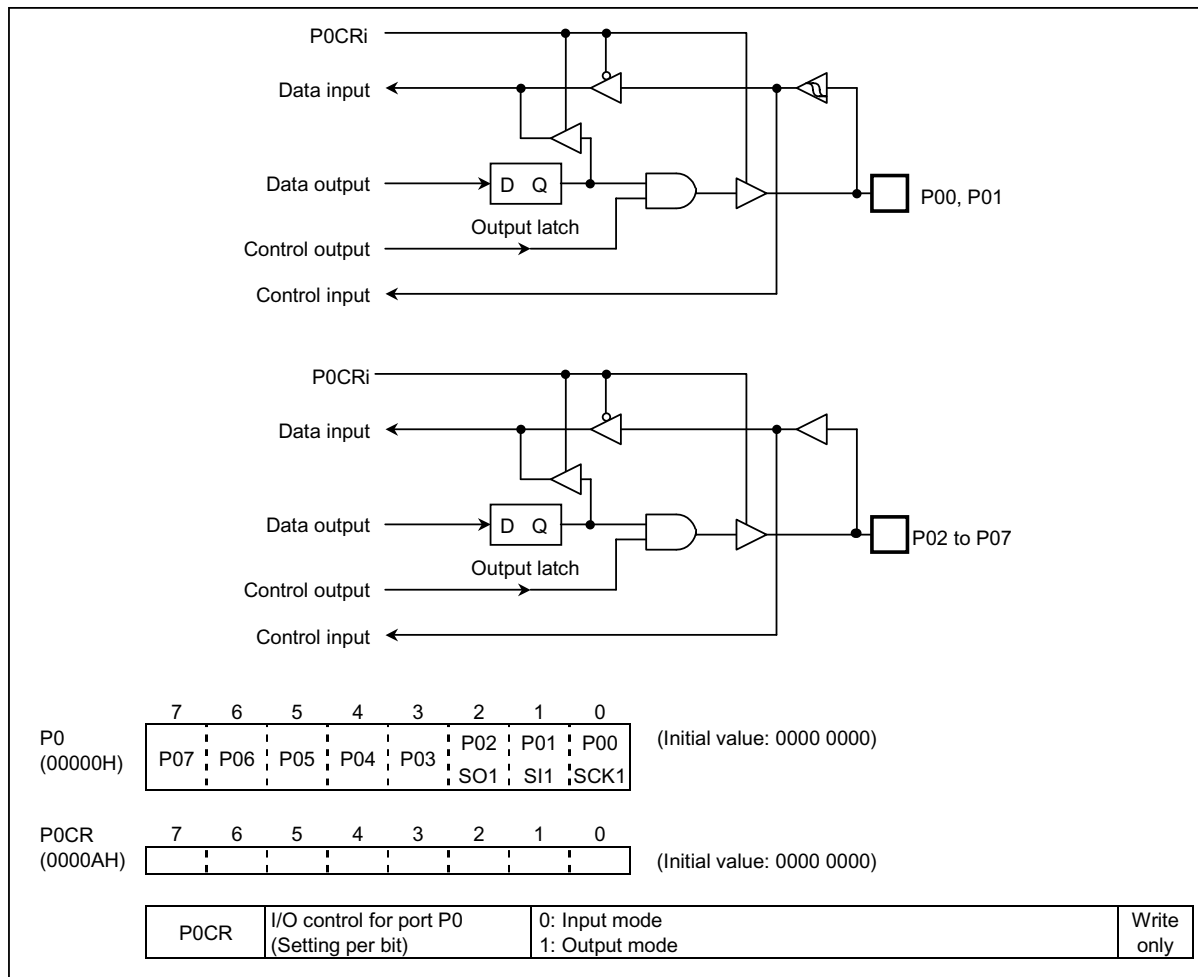 P0CRi
Data input
Data output
D Q
P00, P01
Output latch
Control output
Control input
P0CRi
Data input
Data output
D Q
P02 to P07
Output latch
Control output
Control input
7 6 5 4 3 2 1 0
P0
(00000H)
P07 P06 P05 P04 P03 P02 P01 P00
SO1 SI1 SCK1
(Initial value: 0000 0000)
P0CR
(0000AH)
7 6 5 4 3 2 1 0
(Initial value: 0000 0000)
P0CR
I/O control for port P0
(Setting per bit)
0: Input mode
1: Output mode
Write
only